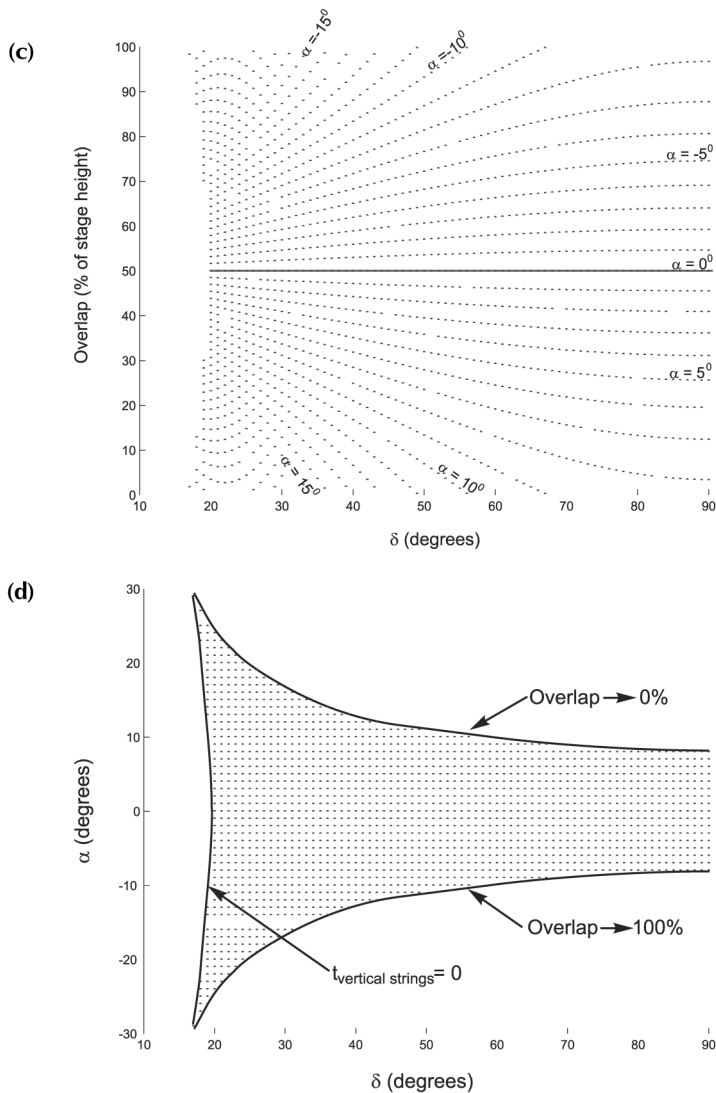 (c)
α = -15⁰
α = -10⁰
100
90
80
70
60
50
40
30
20
10
0
Overlap (% of stage height)
α = -5⁰
α = 0⁰
α = 5⁰
α = 15⁰
α = 10⁰
10 20 30 40 50 60 70 80 90
δ (degrees)
(d)
30
20
10
0
-10
-20
-30
α (degrees)
Overlap → 0%
Overlap → 100%
t vertical strings = 0
10 20 30 40 50 60 70 80 90
δ (degrees)